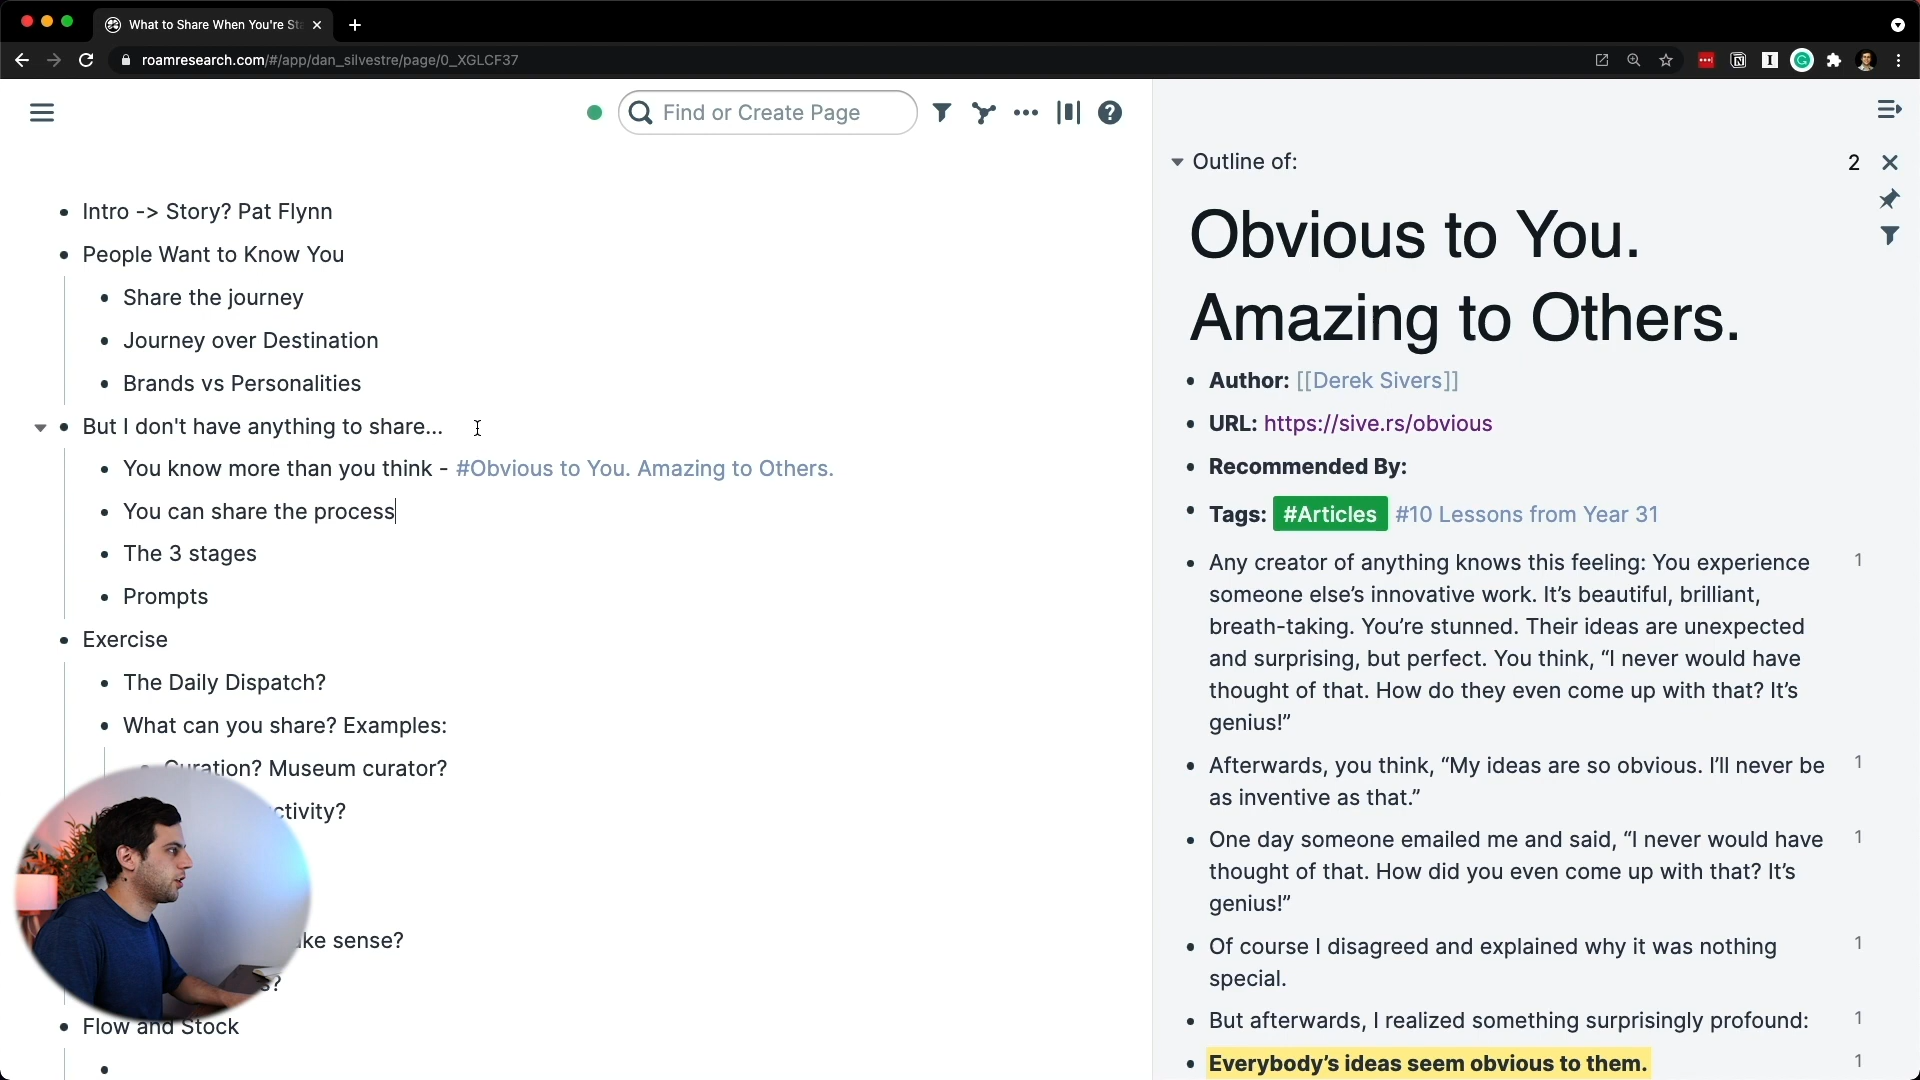 What to Share When You're Sta
roamresearch.com/#/app/dan_silvestre/page/0_XGLCF37
Find or Create Page
Intro -> Story? Pat Flynn
People Want to Know You
Share the journey
Journey over Destination
Brands vs Personalities
But I don't have anything to share...
You know more than you think - #Obvious to You. Amazing to Others.
You can share the process
The 3 stages
Prompts
Exercise
The Daily Dispatch?
What can you share? Examples:
Curation? Museum curator?
ctivity?
ke sense?
s?
Flow and Stock
Outline of:
2
Obvious to You.
Amazing to Others.
Author: [[Derek Sivers]]
URL: https://sive.rs/obvious
Recommended By:
Tags: #Articles #10 Lessons from Year 31
Any creator of anything knows this feeling: You experience 1
someone else’s innovative work. It’s beautiful, brilliant,
breath-taking. You’re stunned. Their ideas are unexpected
and surprising, but perfect. You think, “I never would have
thought of that. How do they even come up with that? It’s
genius!”
Afterwards, you think, “My ideas are so obvious. I’ll never be 1
as inventive as that.”
One day someone emailed me and said, “I never would have 1
thought of that. How did you even come up with that? It’s
genius!”
Of course I disagreed and explained why it was nothing 1
special.
But afterwards, I realized something surprisingly profound: 1
Everybody’s ideas seem obvious to them. 1